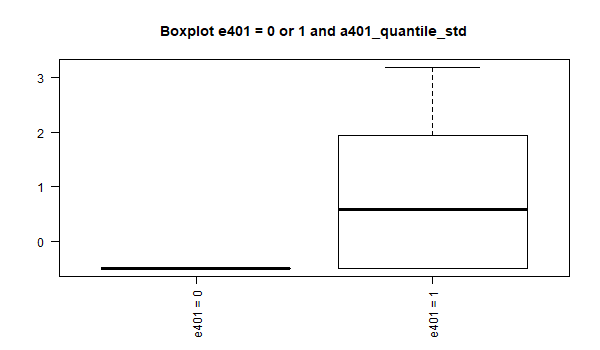 Boxplot e401 = 0 or 1 and a401_quantile_std
3
2
1
0
e401 = 0
e401 = 1